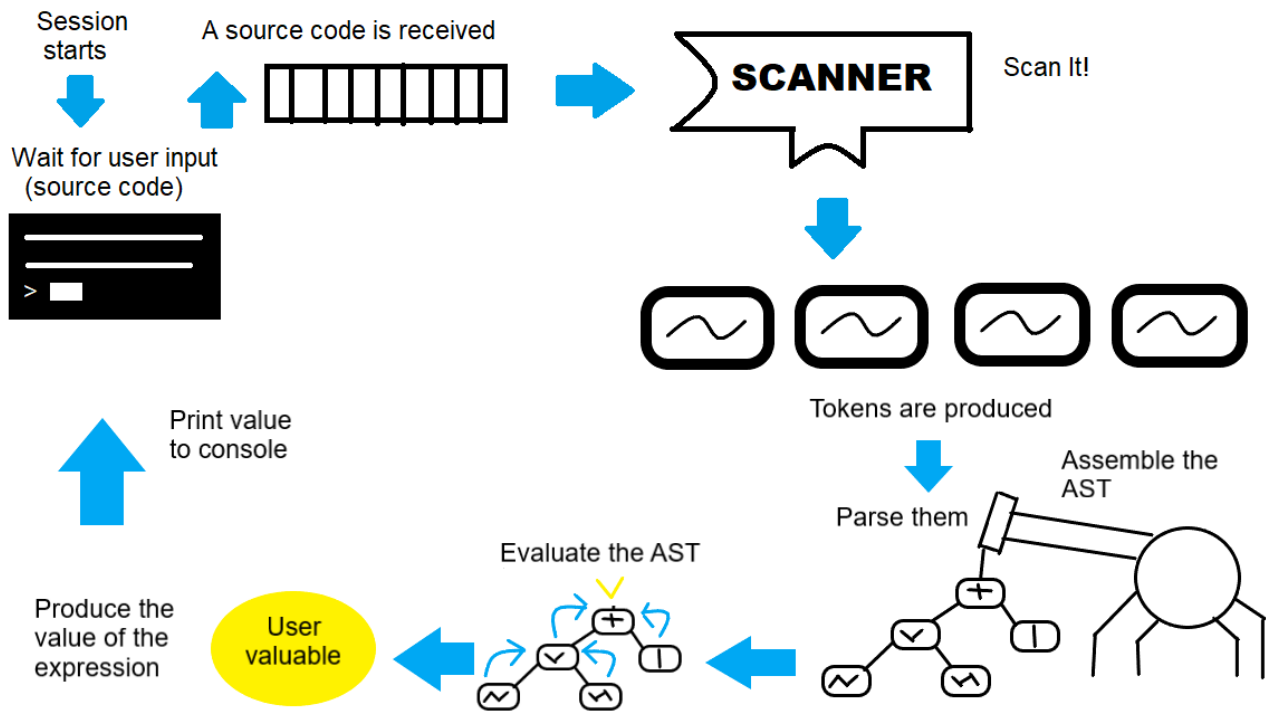 Session
starts
A source code is received
SCANNER
Scan It!
Wait for user input
(source code)
>
Tokens are produced
Assemble the
AST
Parse them
Evaluate the AST
User
valuable
Produce the
value of the
expression
Print value
to console